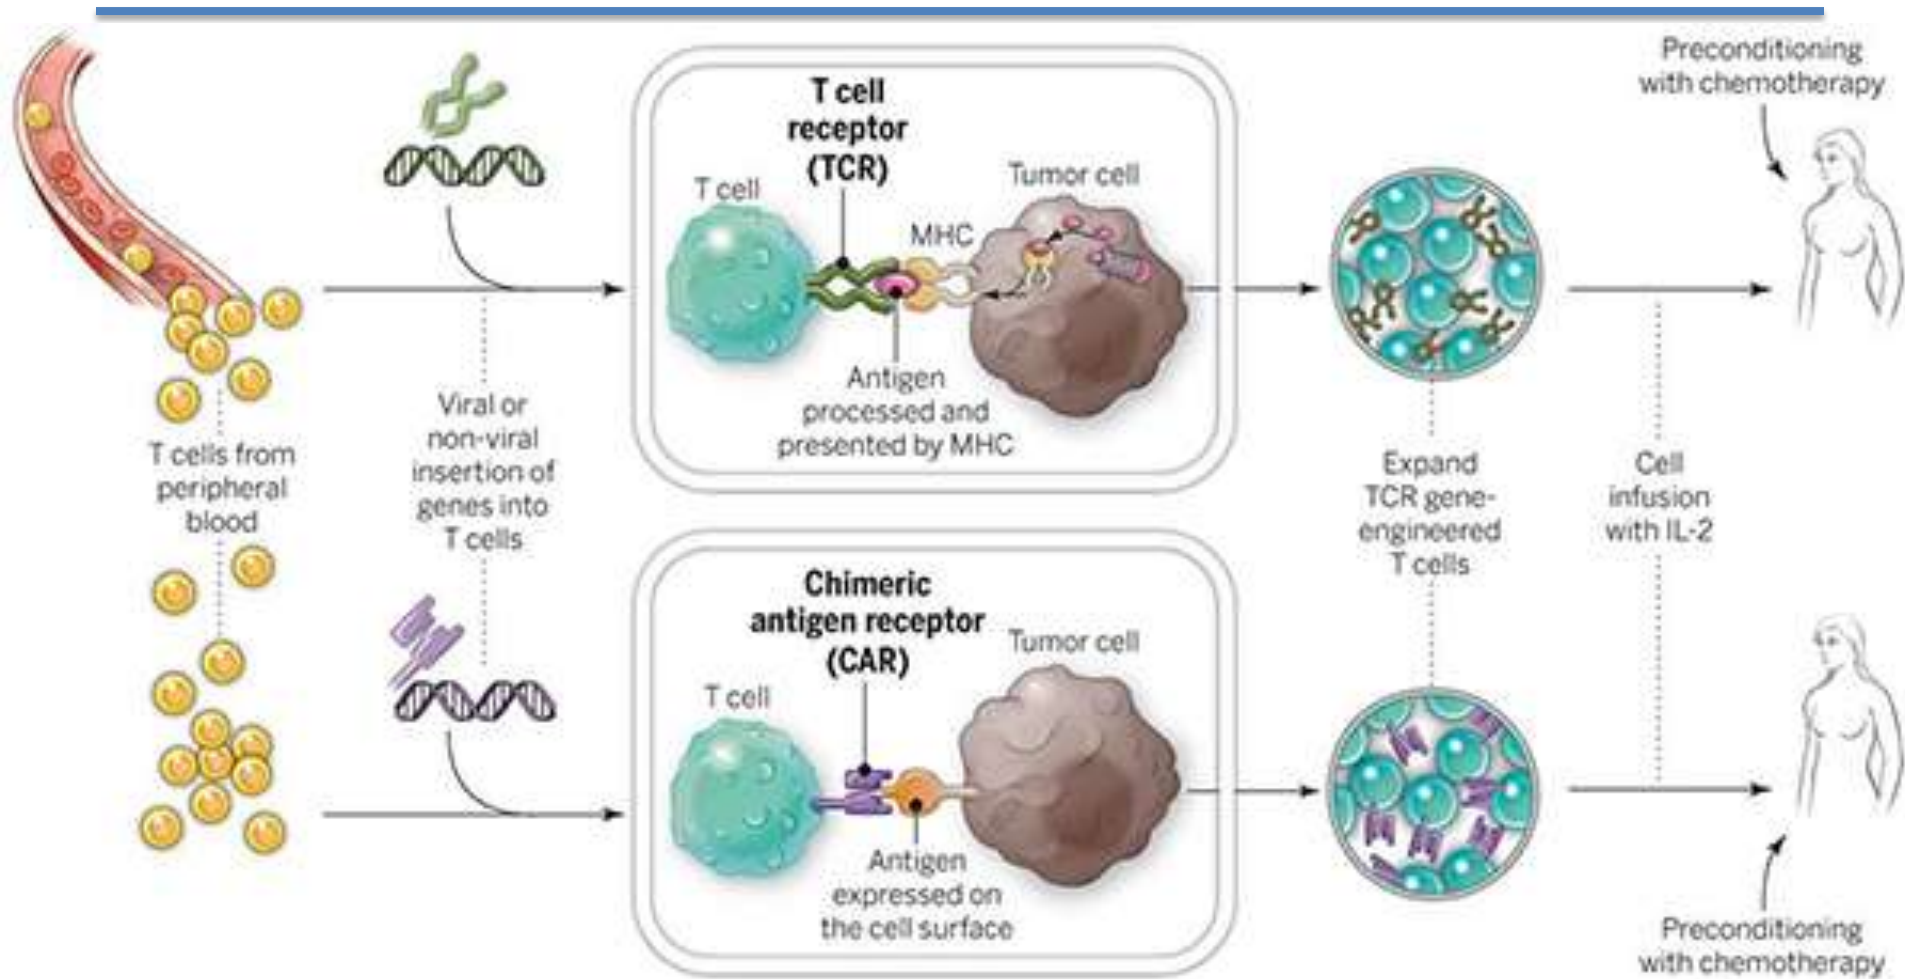 Preconditioning
with chemotherapy
T cell
receptor
(TCR)
T cell
Tumor cell
MHC
Antigen
processed and
presented by MHC
T cells from
peripheral
blood
Viral or
non-viral
insertion of
genes into
T cells
Expand
TCR gene-
engineered
T cells
Cell
infusion
with IL-2
Chimeric
antigen receptor
(CAR)
T cell
Tumor cell
Antigen
expressed on
the cell surface
Preconditioning
with chemotherapy